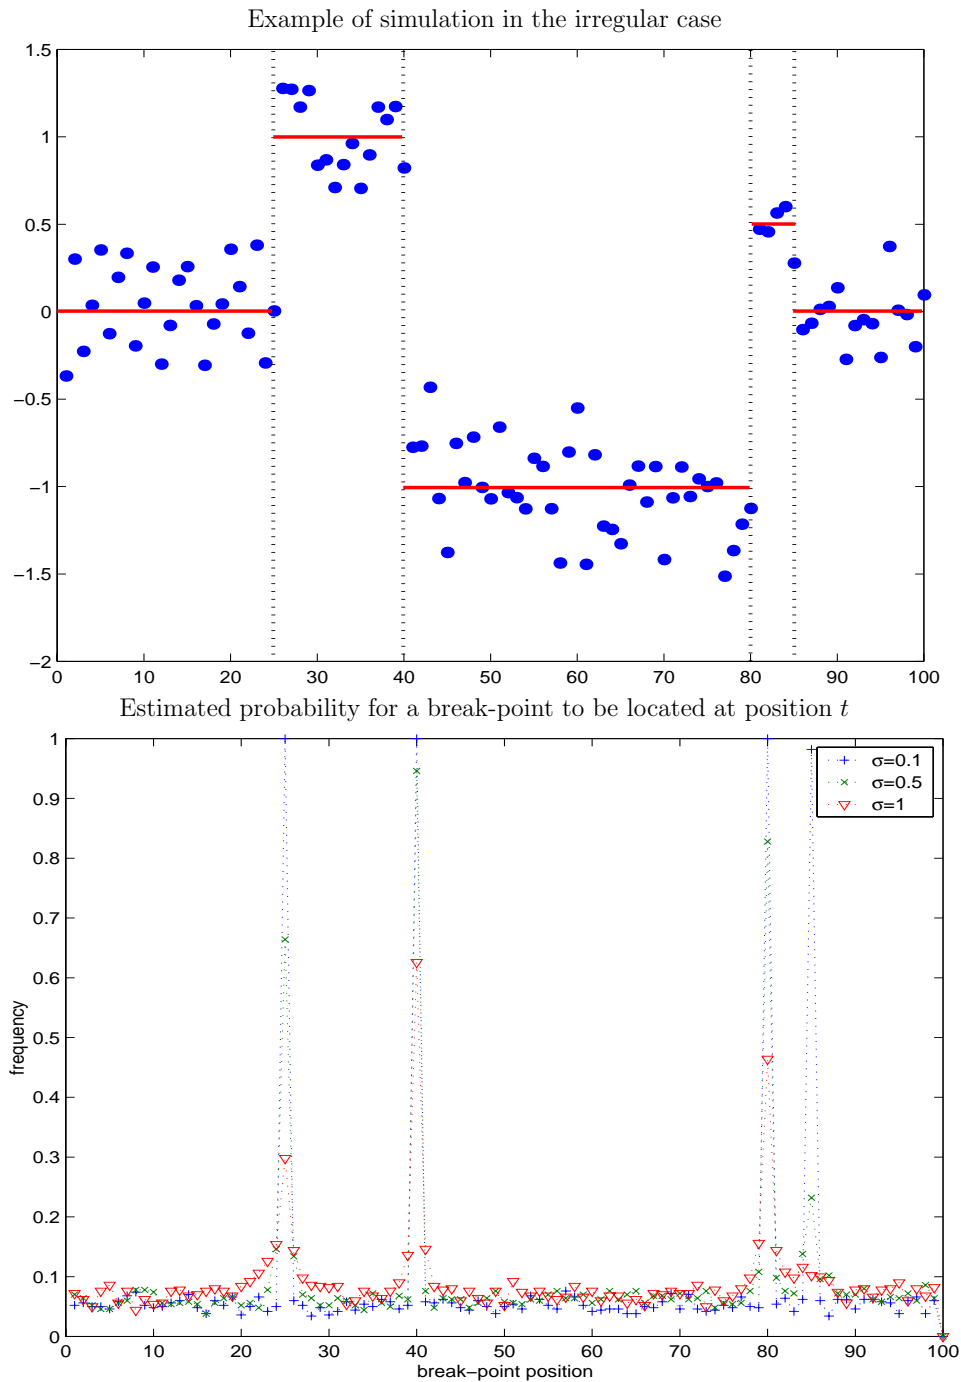 Example of simulation in the irregular case
1.5
1
0.5
0
−0.5
−1
−1.5
−2
0 10 20 30 40 50 60 70 80 90 100
Estimated probability for a break-point to be located at position t
1
0.9
0.8
0.7
0.6
0.5
0.4
0.3
0.2
0.1
0
frequency
σ=0.1
σ=0.5
σ=1
0 10 20 30 40 50 60 70 80 90 100
break−point position